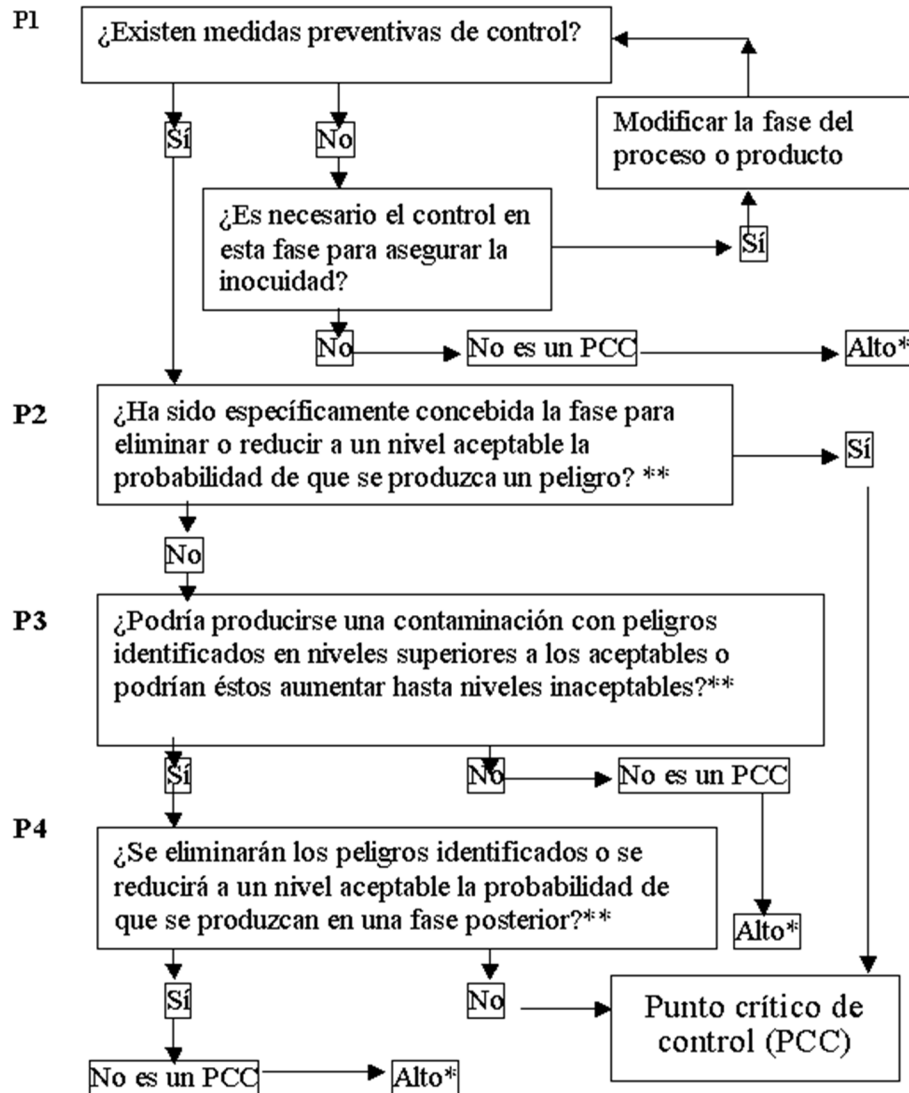 P1
¿Existen medidas preventivas de control?
Sí
No
Modificar la fase del
proceso o producto
¿Es necesario el control en
esta fase para asegurar la
inocuidad?
Sí
No
No es un PCC
Alto*
P2
¿Ha sido específicamente concebida la fase para
eliminar o reducir a un nivel aceptable la
probabilidad de que se produzca un peligro? **
Sí
No
P3
¿Podría producirse una contaminación con peligros
identificados en niveles superiores a los aceptables o
podrían éstos aumentar hasta niveles inaceptables?**
Sí
No
No es un PCC
Alto*
P4
¿Se eliminarán los peligros identificados o se
reducirá a un nivel aceptable la probabilidad de
que se produzcan en una fase posterior?**
Sí
No
Punto crítico de
control (PCC)
No es un PCC
Alto*